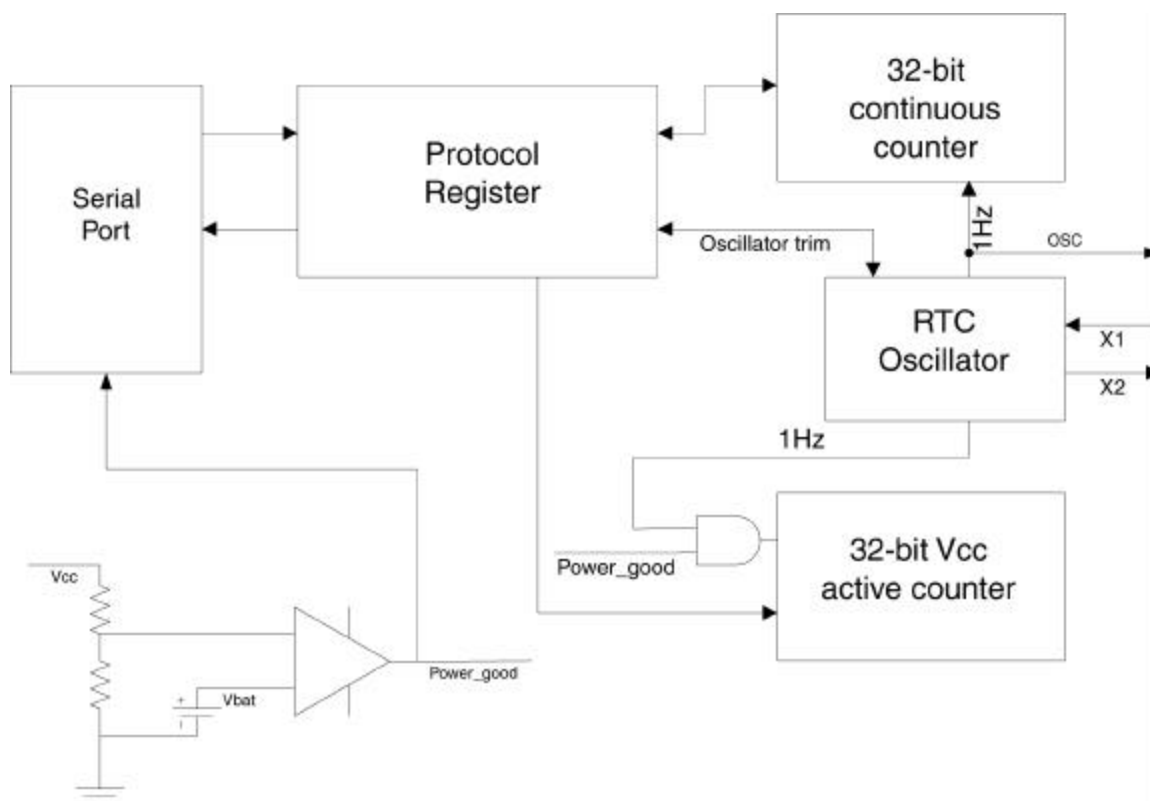 32-bit
continuous
counter
Protocol
Register
Serial
Port
1Hz
Oscillator trim
OSC
RTC
Oscillator
X1
X2
1Hz
32-bit Vcc
active counter
Power_good
Vcc
+
Vbat
-
Power_good